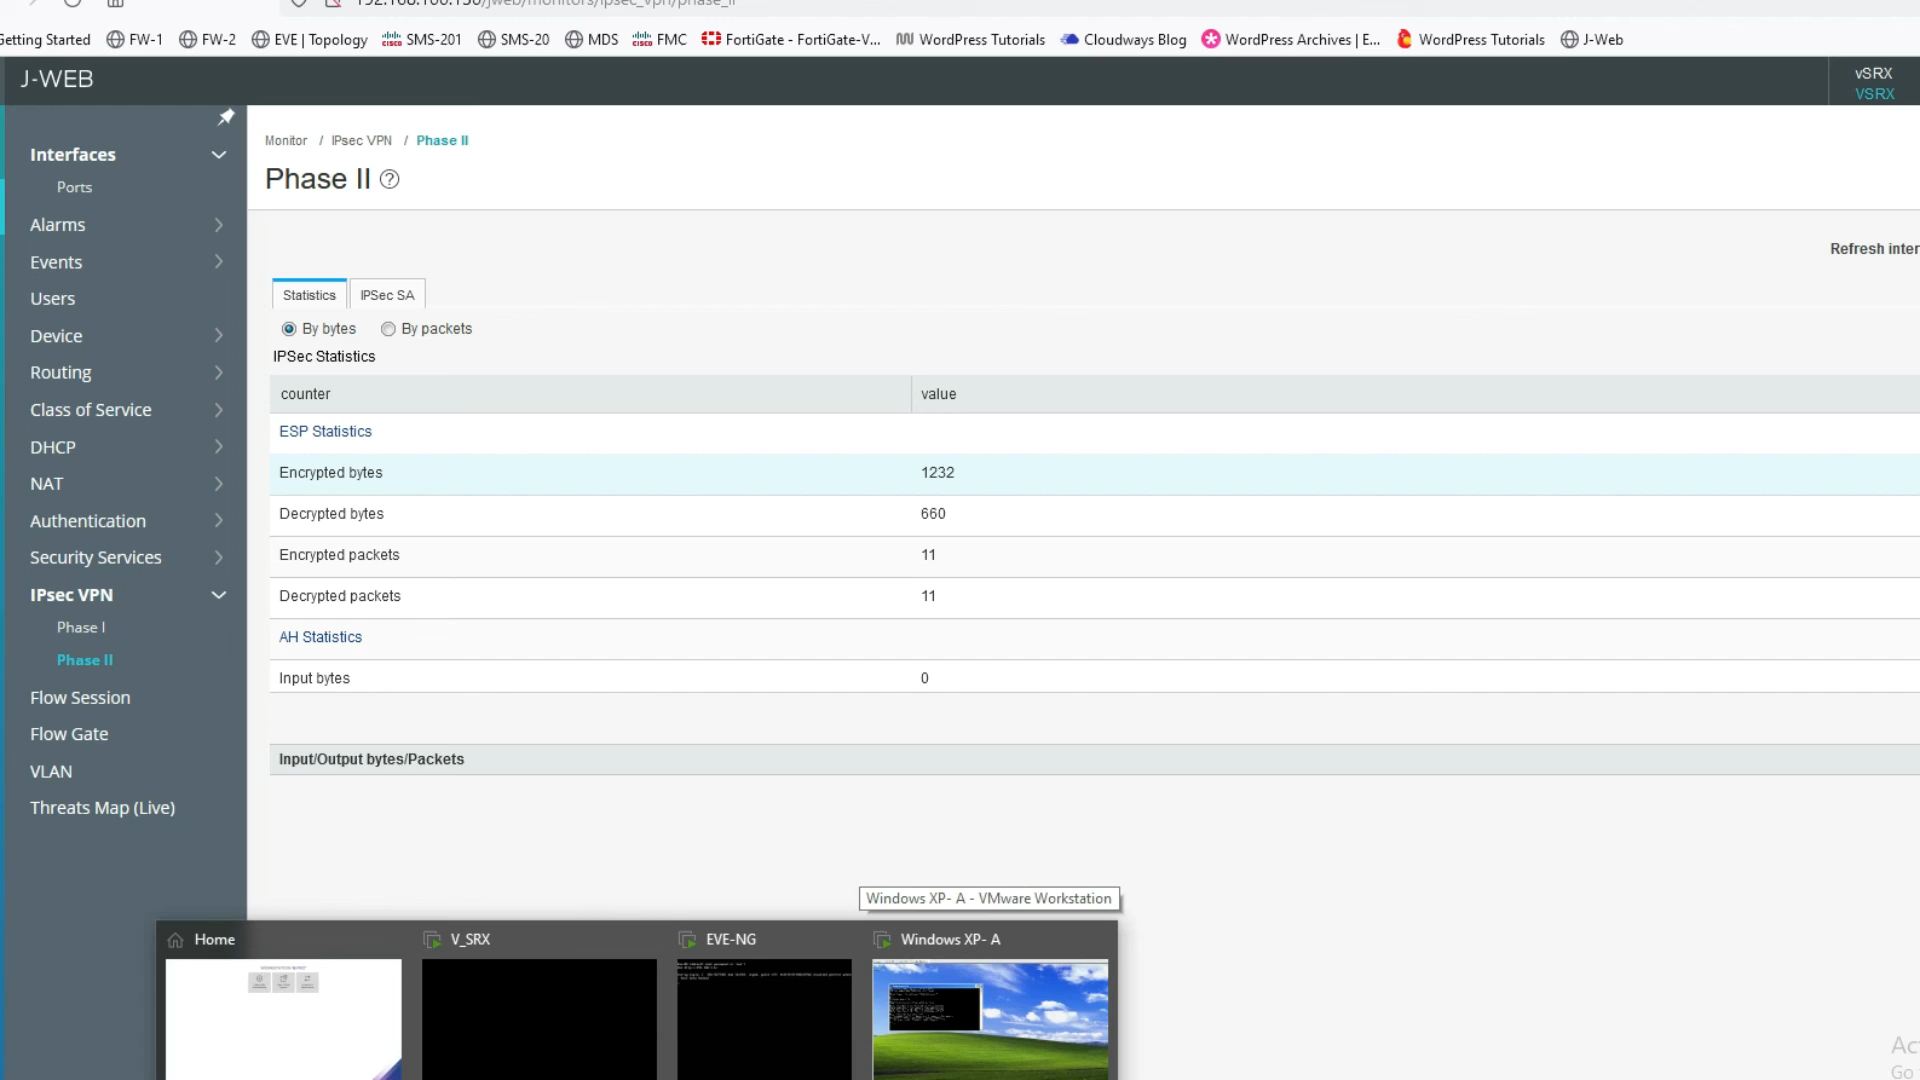 Getting Started FW-1 FW-2 EVE | Topology SMS-201 SMS-20 MDS FMC FortiGate - FortiGate-V... WordPress Tutorials Cloudways Blog WordPress Archives | E... WordPress Tutorials J-Web
J-WEB
vSRX
VSRX
Interfaces
Ports
Alarms
Events
Users
Device
Routing
Class of Service
DHCP
NAT
Authentication
Security Services
IPsec VPN
Phase I
Phase II
Flow Session
Flow Gate
VLAN
Threats Map (Live)
Monitor / IPsec VPN / Phase II
Phase II ?
Refresh inter
Statistics IPSec SA
By bytes By packets
IPSec Statistics
counter value
ESP Statistics
Encrypted bytes 1232
Decrypted bytes 660
Encrypted packets 11
Decrypted packets 11
AH Statistics
Input bytes 0
Input/Output bytes/Packets
Windows XP- A - VMware Workstation
Home V_SRX EVE-NG Windows XP- A
Go